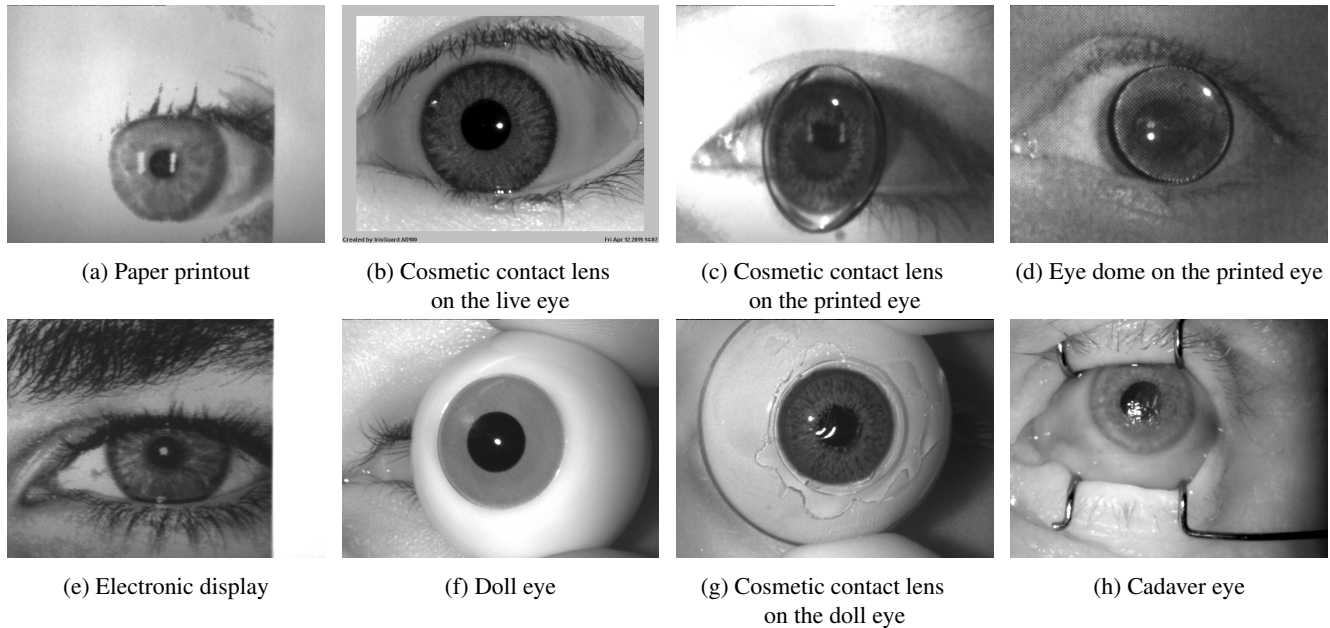 Created by IrisGuard AD100
Fri Apr 12 2019 14:07
(a) Paper printout
(b) Cosmetic contact lens
on the live eye
(c) Cosmetic contact lens
on the printed eye
(d) Eye dome on the printed eye
(e) Electronic display
(f) Doll eye
(g) Cosmetic contact lens
on the doll eye
(h) Cadaver eye